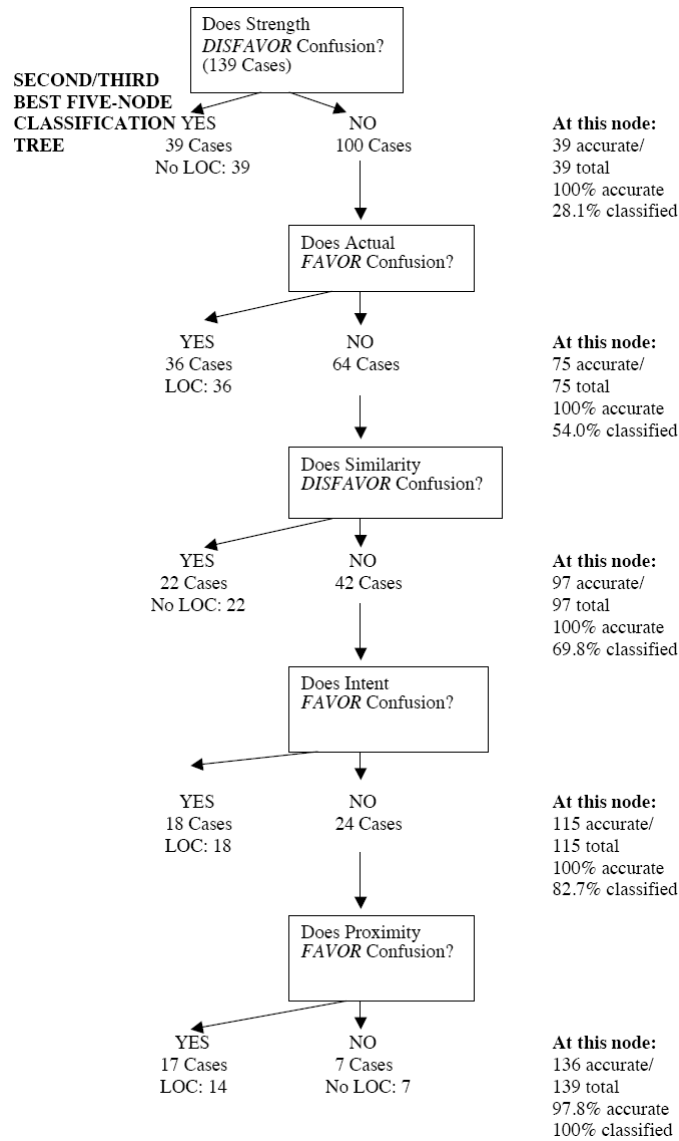 Does Strength
DISFAVOR Confusion?
(139 Cases)
SECOND/THIRD
BEST FIVE-NODE
CLASSIFICATION
TREE
YES
39 Cases
No LOC: 39
NO
100 Cases
At this node:
39 accurate/
39 total
100% accurate
28.1% classified
Does Actual
FAVOR Confusion?
YES
36 Cases
LOC: 36
NO
64 Cases
At this node:
75 accurate/
75 total
100% accurate
54.0% classified
Does Similarity
DISFAVOR Confusion?
YES
22 Cases
No LOC: 22
NO
42 Cases
At this node:
97 accurate/
97 total
100% accurate
69.8% classified
Does Intent
FAVOR Confusion?
YES
18 Cases
LOC: 18
NO
24 Cases
At this node:
115 accurate/
115 total
100% accurate
82.7% classified
Does Proximity
FAVOR Confusion?
YES
17 Cases
LOC: 14
NO
7 Cases
No LOC: 7
At this node:
136 accurate/
139 total
97.8% accurate
100% classified